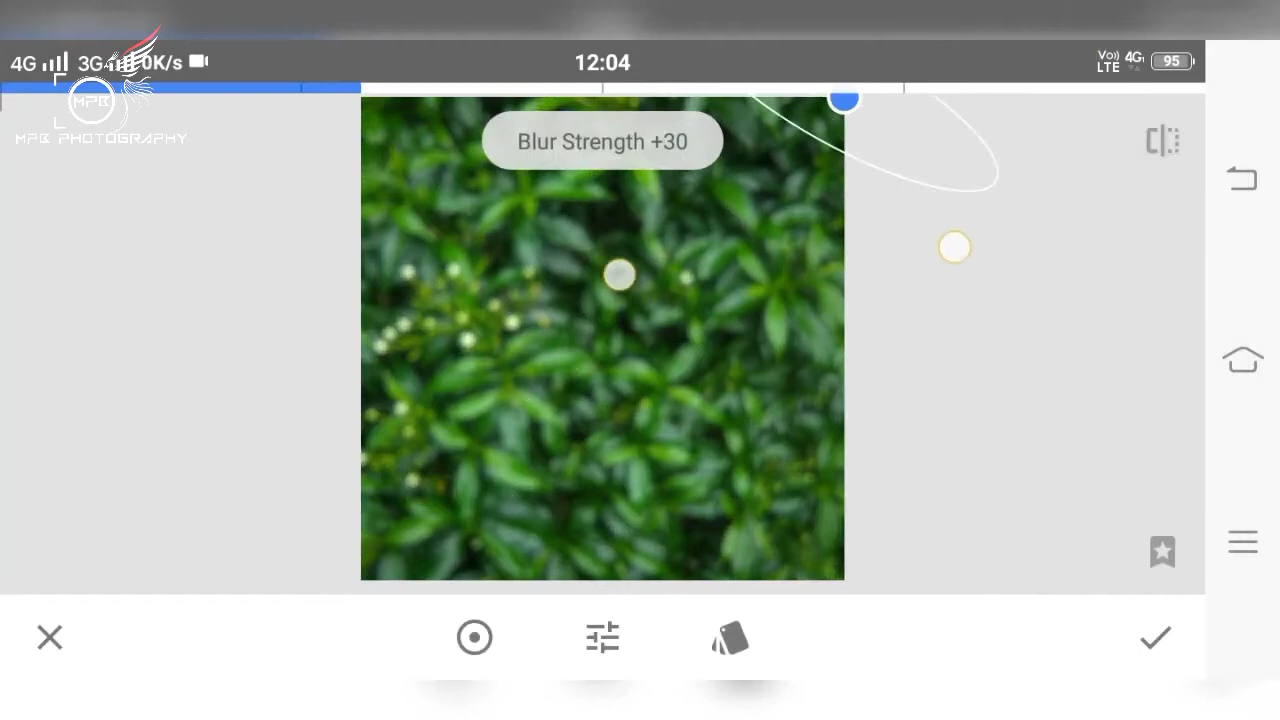 4G 3G 0K/s 12:04 Vo)) LTE 4G 95
MPB
MPB PHOTOGRAPHY
Blur Strength +30